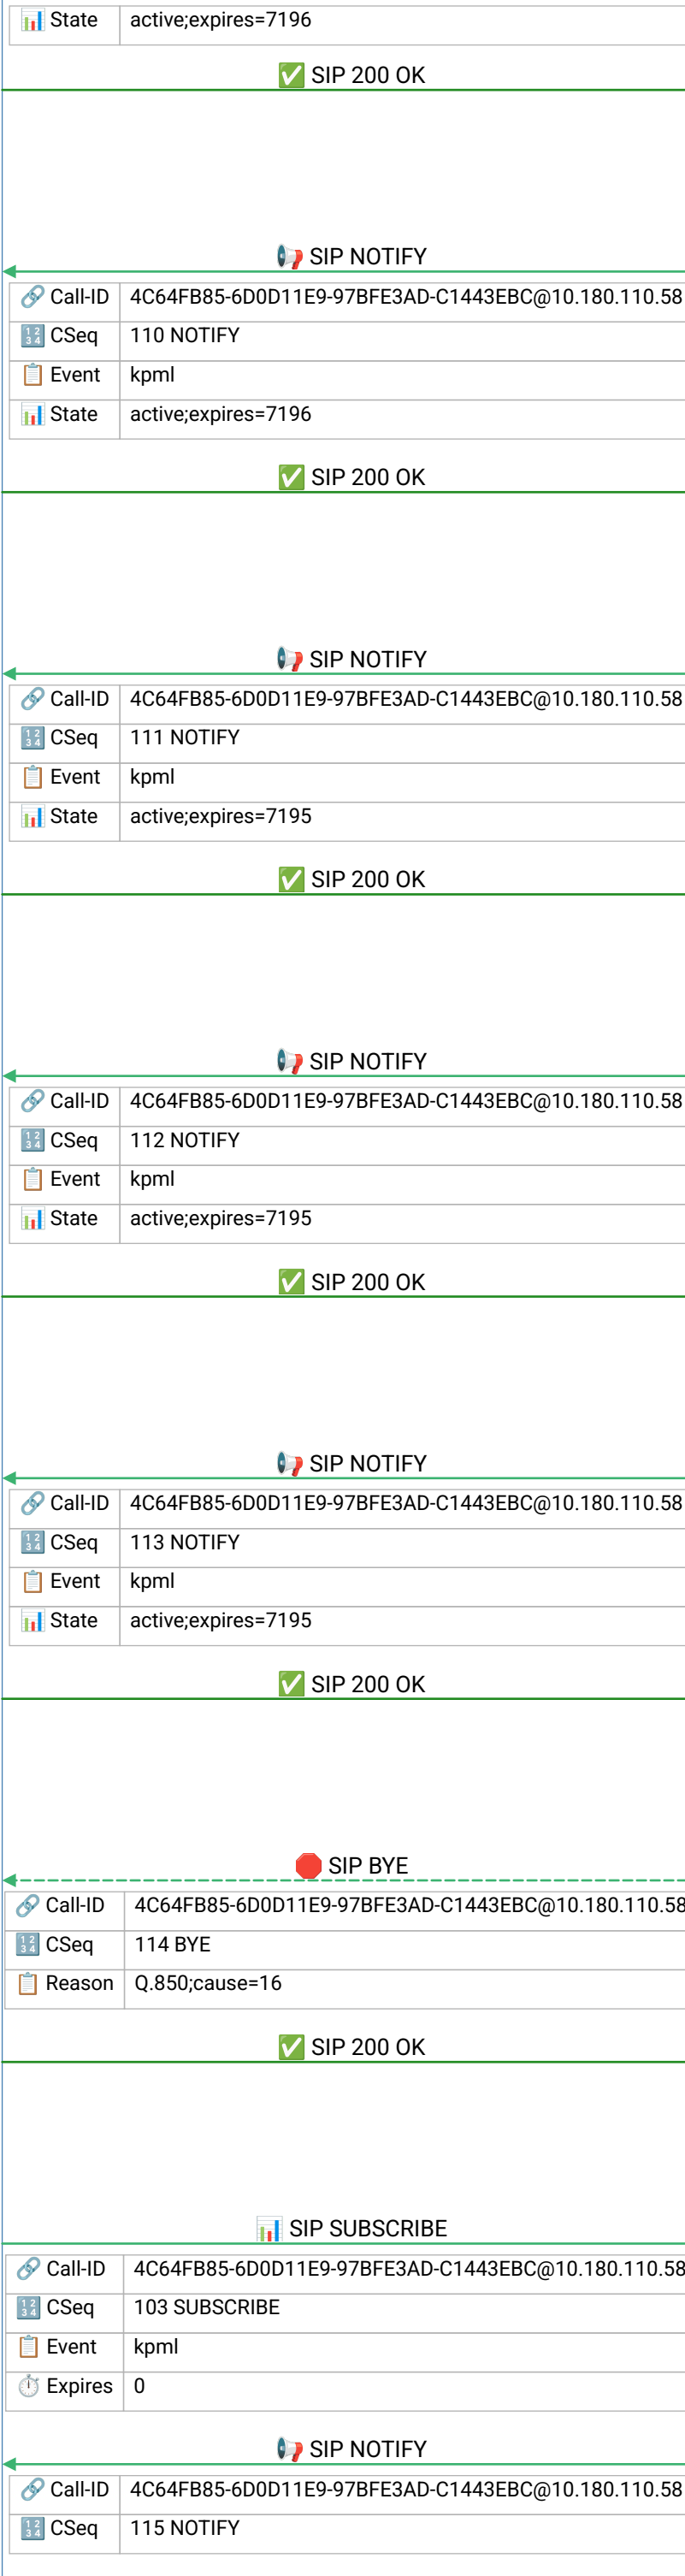 📊 State active;expires=7196
✅ SIP 200 OK
📢 SIP NOTIFY
🔗 Call-ID 4C64FB85-6D0D11E9-97BFE3AD-C1443EBC@10.180.110.58
🔢 CSeq 110 NOTIFY
📋 Event kpml
📊 State active;expires=7196
✅ SIP 200 OK
📢 SIP NOTIFY
🔗 Call-ID 4C64FB85-6D0D11E9-97BFE3AD-C1443EBC@10.180.110.58
🔢 CSeq 111 NOTIFY
📋 Event kpml
📊 State active;expires=7195
✅ SIP 200 OK
📢 SIP NOTIFY
🔗 Call-ID 4C64FB85-6D0D11E9-97BFE3AD-C1443EBC@10.180.110.58
🔢 CSeq 112 NOTIFY
📋 Event kpml
📊 State active;expires=7195
✅ SIP 200 OK
📢 SIP NOTIFY
🔗 Call-ID 4C64FB85-6D0D11E9-97BFE3AD-C1443EBC@10.180.110.58
🔢 CSeq 113 NOTIFY
📋 Event kpml
📊 State active;expires=7195
✅ SIP 200 OK
🛑 SIP BYE
🔗 Call-ID 4C64FB85-6D0D11E9-97BFE3AD-C1443EBC@10.180.110.58
🔢 CSeq 114 BYE
📋 Reason Q.850;cause=16
✅ SIP 200 OK
📊 SIP SUBSCRIBE
🔗 Call-ID 4C64FB85-6D0D11E9-97BFE3AD-C1443EBC@10.180.110.58
🔢 CSeq 103 SUBSCRIBE
📋 Event kpml
⏱️ Expires 0
📢 SIP NOTIFY
🔗 Call-ID 4C64FB85-6D0D11E9-97BFE3AD-C1443EBC@10.180.110.58
🔢 CSeq 115 NOTIFY